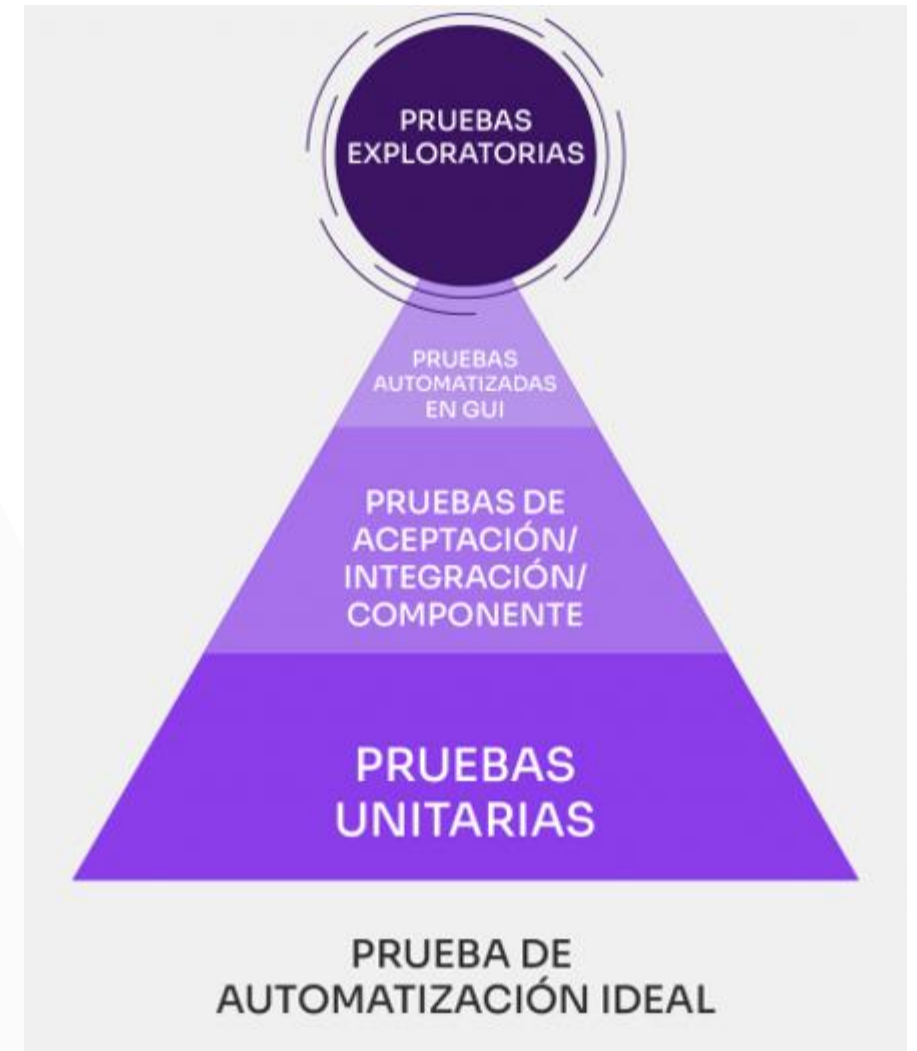 PRUEBAS
EXPLORATORIAS
PRUEBAS
AUTOMATIZADAS
EN GUI
PRUEBAS DE
ACEPTACIÓN/
INTEGRACIÓN/
COMPONENTE
PRUEBAS
UNITARIAS
PRUEBA DE
AUTOMATIZACIÓN IDEAL